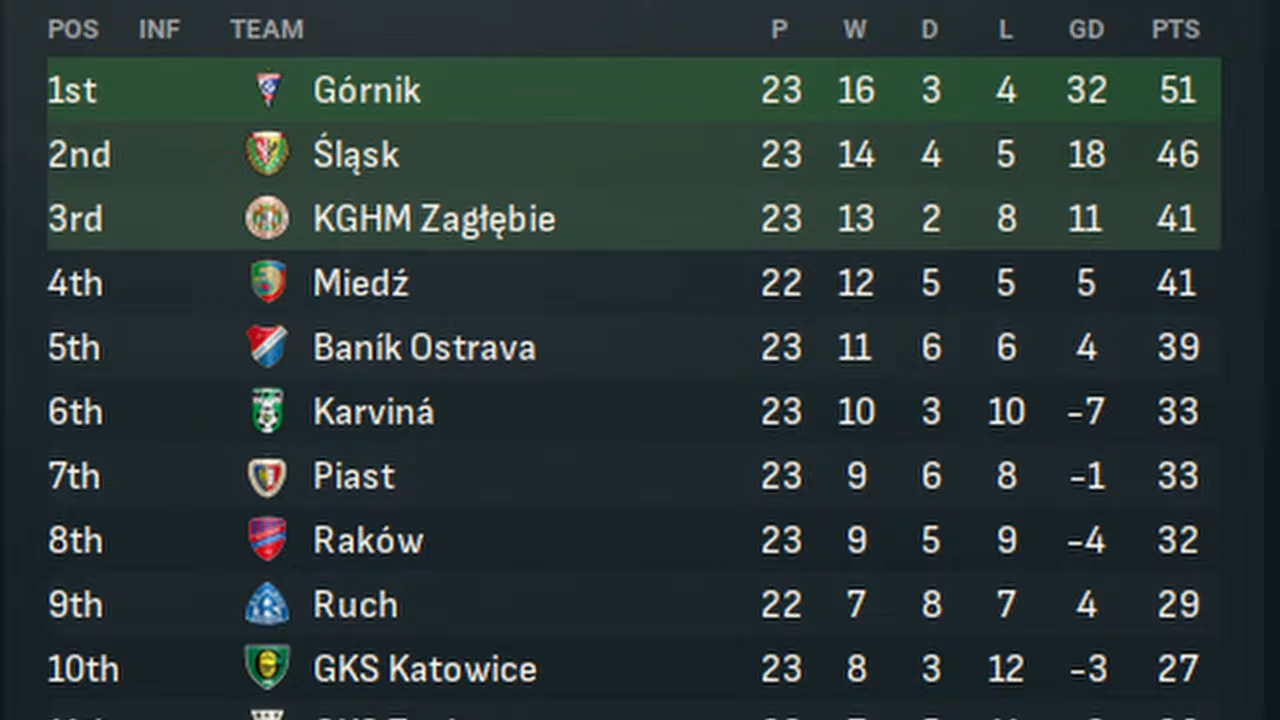 POS INF TEAM P W D L GD PTS
1st Górnik 23 16 3 4 32 51
2nd Śląsk 23 14 4 5 18 46
3rd KGHM Zagłębie 23 13 2 8 11 41
4th Miedź 22 12 5 5 5 41
5th Baník Ostrava 23 11 6 6 4 39
6th Karviná 23 10 3 10 -7 33
7th Piast 23 9 6 8 -1 33
8th Raków 23 9 5 9 -4 32
9th Ruch 22 7 8 7 4 29
10th GKS Katowice 23 8 3 12 -3 27